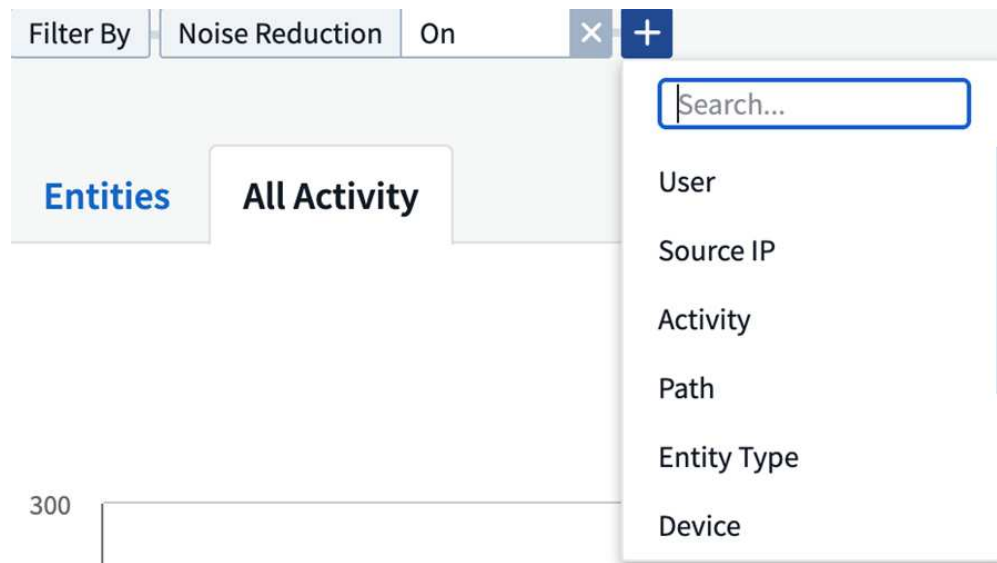 Filter By Noise Reduction On × +
Search...
User
Entities All Activity
Source IP
Activity
Path
Entity Type
300
Device